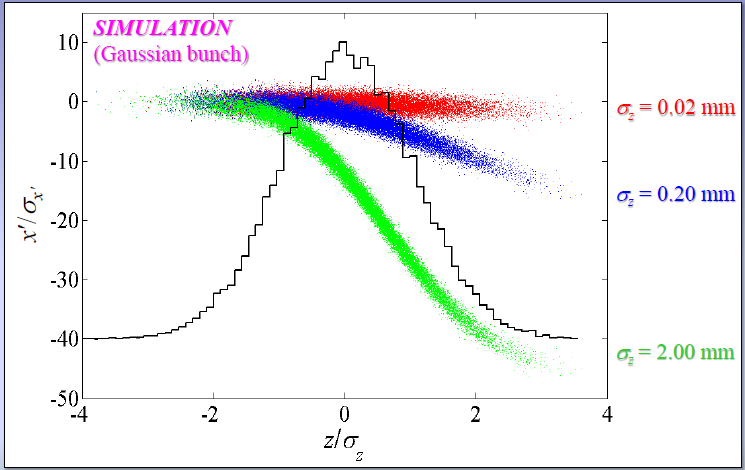 SIMULATION
(Gaussian bunch)
10
0
-10
-20
-30
-40
-50
x′/σx′
-4
-2
0
2
4
z/σz
σz = 0.02 mm
σz = 0.20 mm
σz = 2.00 mm